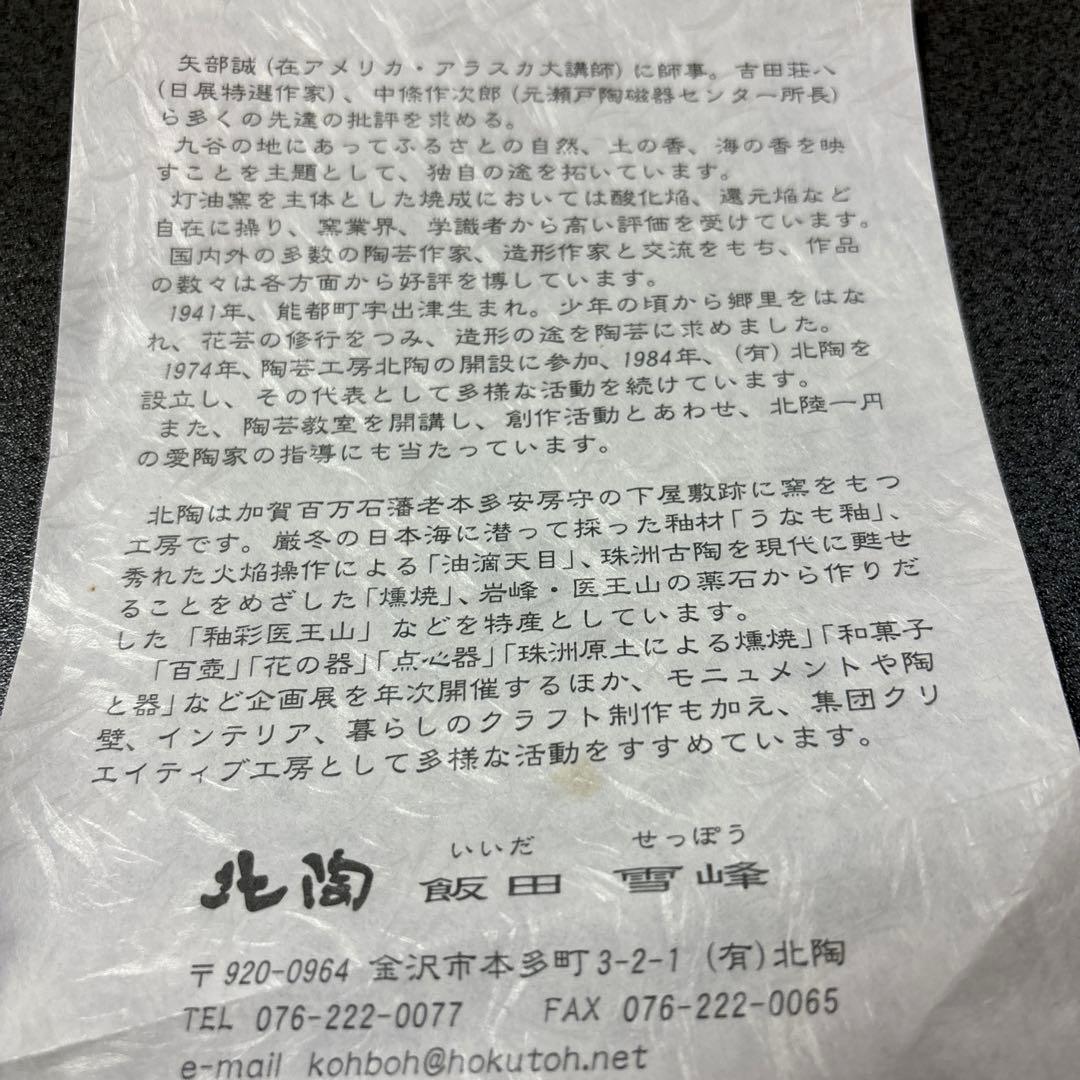 矢部誠(在アメリカ・アラスカ大講師)に師事。吉田荘八
(日展特選作家)、中條作次郎(元瀬戸陶磁器センター所長)
ら多くの先達の批評を求める。
九谷の地にあってふるさとの自然、土の香、海の香を映
すことを主題として、独自の途を拓いています。
灯油窯を主体とした焼成においては酸化焔、還元焔など
自在に操り、窯業界、学識者から高い評価を受けています。
国内外の多数の陶芸作家、造形作家と交流をもち、作品
の数々は各方面から好評を博しています。
1941年、能都町字出津生まれ。少年の頃から郷里をはな
れ、花芸の修行をつみ、造形の途を陶芸に求めました。
1974年、陶芸工房北陶の開設に参加、1984年、(有)北陶を
設立し、その代表として多様な活動を続けています。
また、陶芸教室を開講し、創作活動とあわせ、北陸一円
の愛陶家の指導にも当たっています。
北陶は加賀百万石藩老本多安房守の下屋敷跡に窯をもつ
工房です。厳冬の日本海に潜って採った釉材「うなも釉」、
秀れた火焔操作による「油滴天目」、珠洲古陶を現代に甦せ
ることをめざした「燻焼」、岩峰・医王山の薬石から作りだ
した「釉彩医王山」などを特産としています。
「百壺」「花の器」「点心器」「珠洲原土による燻焼」「和菓子
と器」など企画展を年次開催するほか、モニュメントや陶
壁、インテリア、暮らしのクラフト制作も加え、集団クリ
エイティブ工房として多様な活動をすすめています。
いいだ せっぽう
北陶 飯田 雪峰
〒920-0964 金沢市本多町3-2-1 (有)北陶
TEL 076-222-0077 FAX 076-222-0065
e-mail kohboh@hokutoh.net